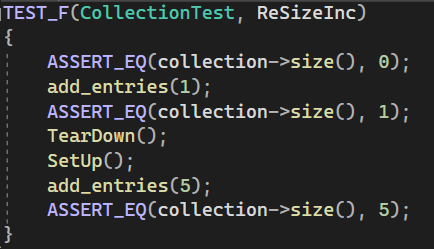 TEST_F(CollectionTest, ReSizeInc)
{
    ASSERT_EQ(collection->size(), 0);
    add_entries(1);
    ASSERT_EQ(collection->size(), 1);
    TearDown();
    SetUp();
    add_entries(5);
    ASSERT_EQ(collection->size(), 5);
}